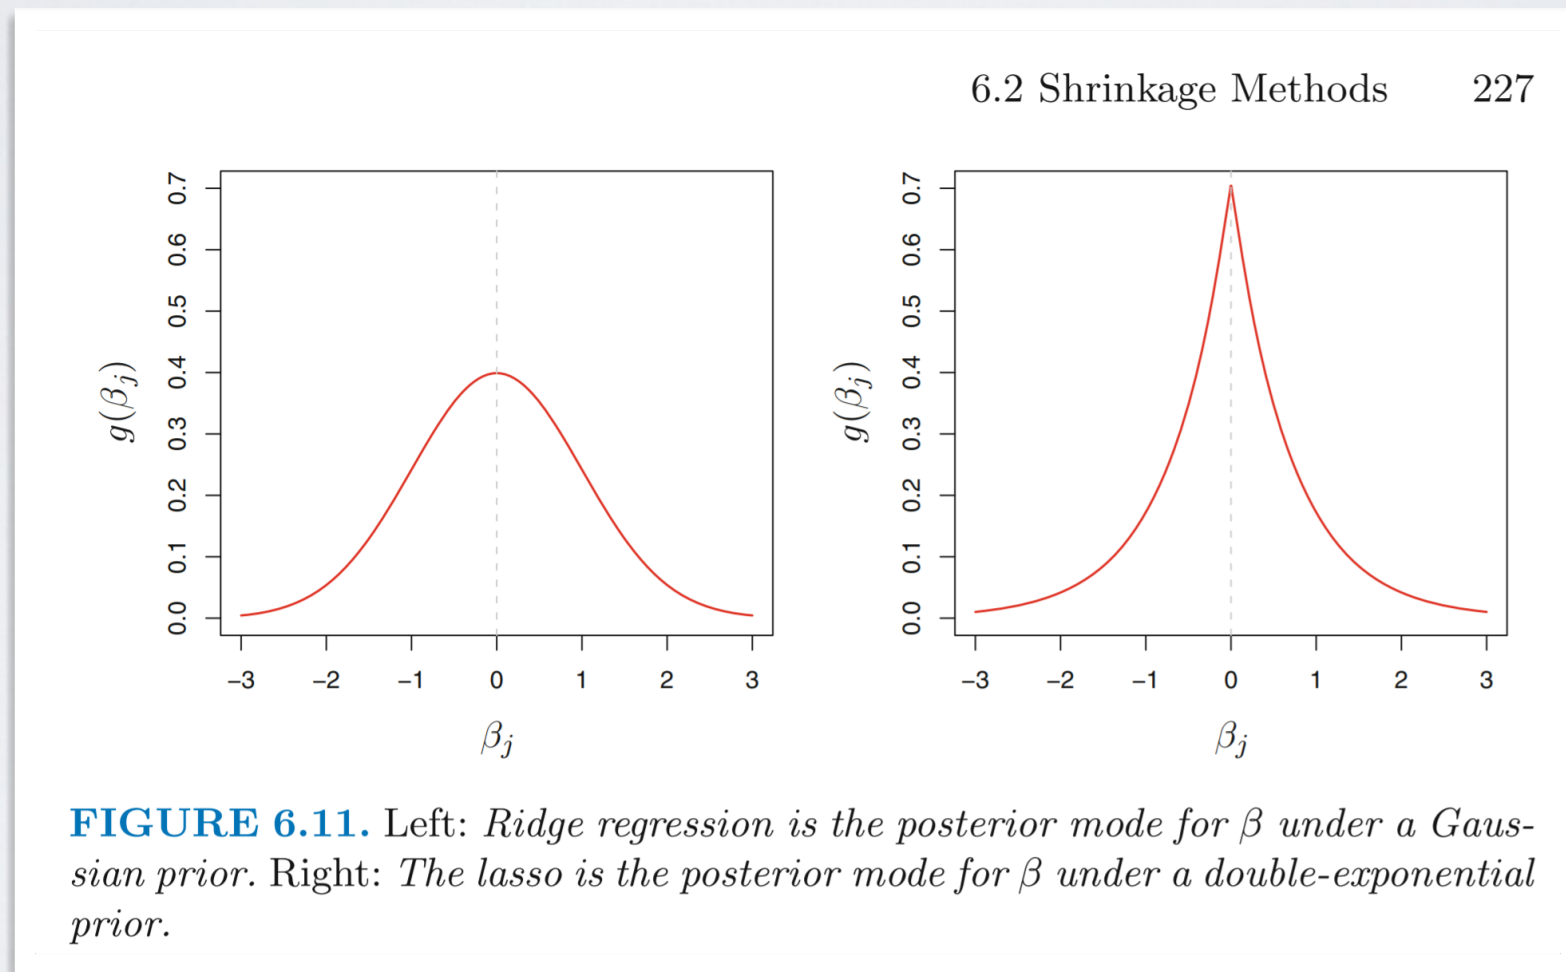 6.2 Shrinkage Methods 227
0.7
0.6
0.5
0.4
0.3
0.2
0.1
0.0
g(βj)
−3 −2 −1 0 1 2 3
βj
0.7
0.6
0.5
0.4
0.3
0.2
0.1
0.0
g(βj)
−3 −2 −1 0 1 2 3
βj
FIGURE 6.11. Left: Ridge regression is the posterior mode for β under a Gaus-
sian prior. Right: The lasso is the posterior mode for β under a double-exponential
prior.